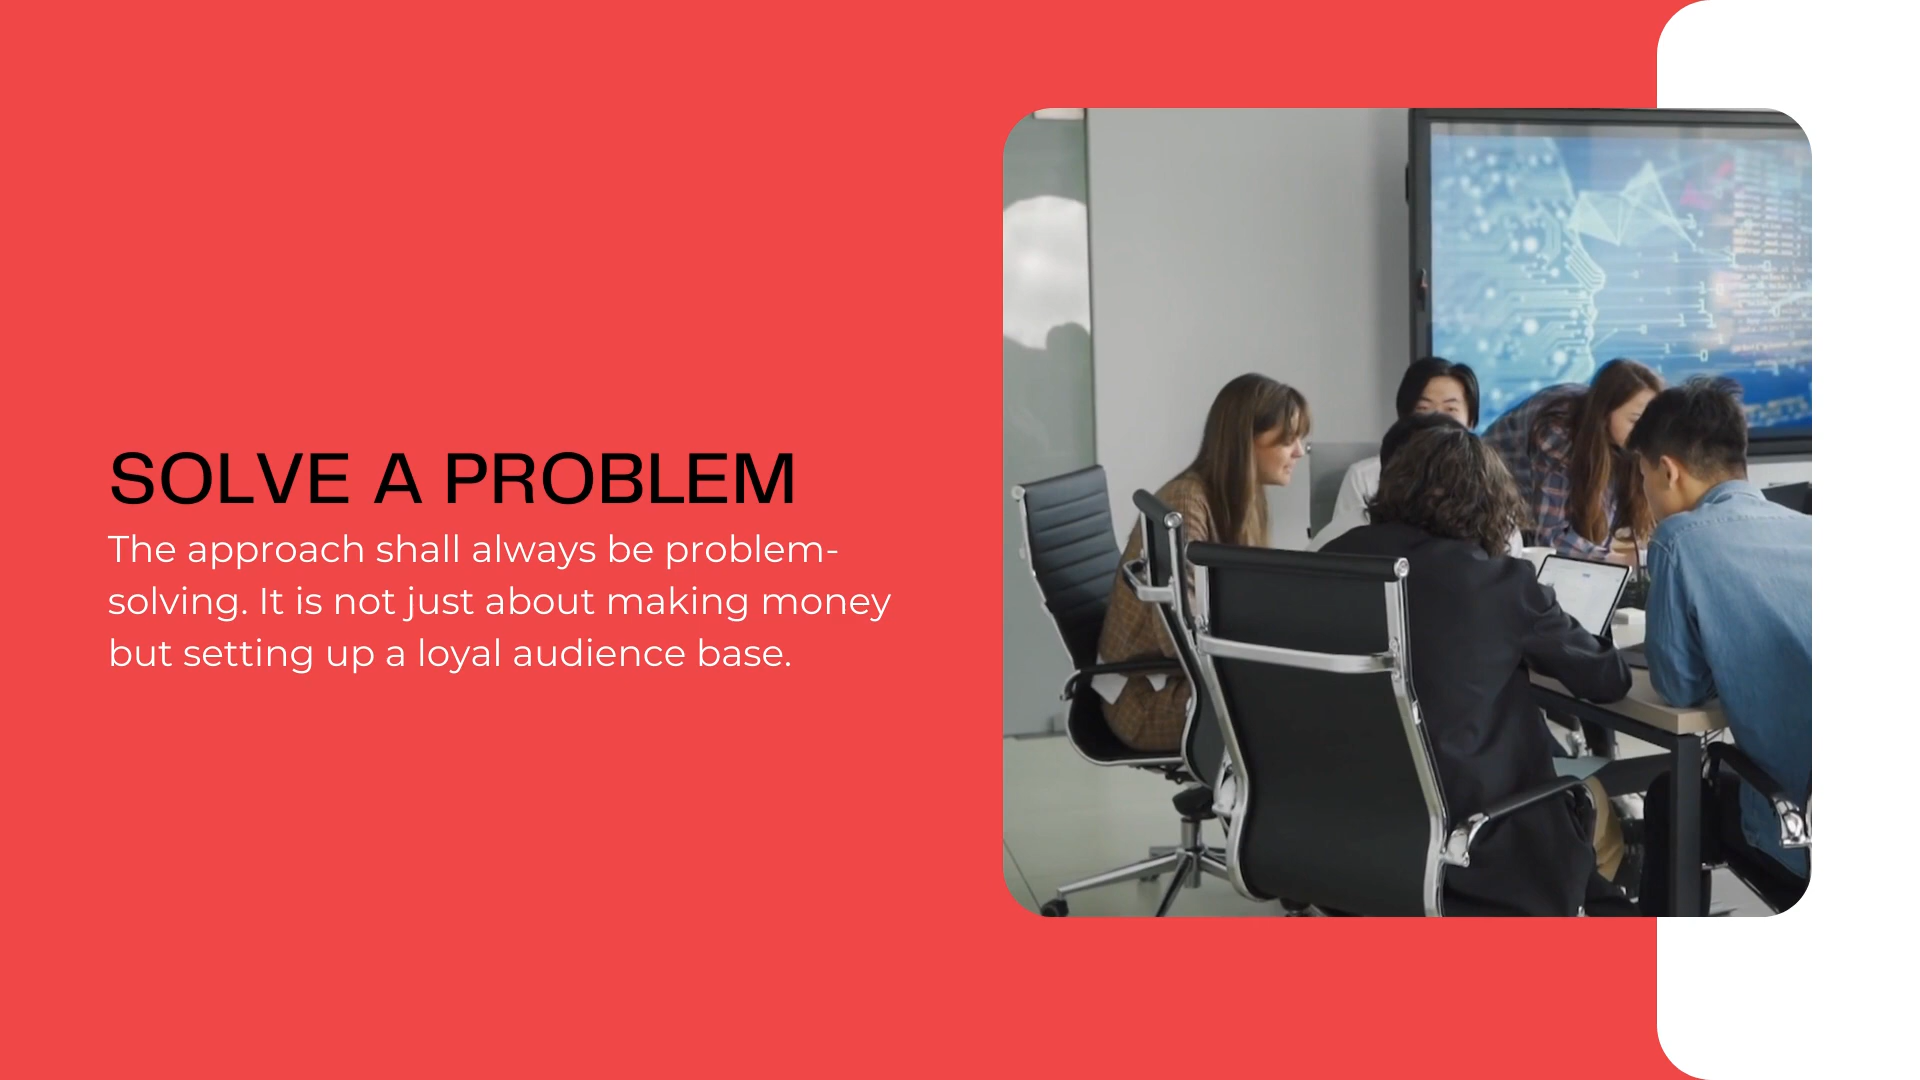 SOLVE A PROBLEM
The approach shall always be problem-
solving. It is not just about making money
but setting up a loyal audience base.